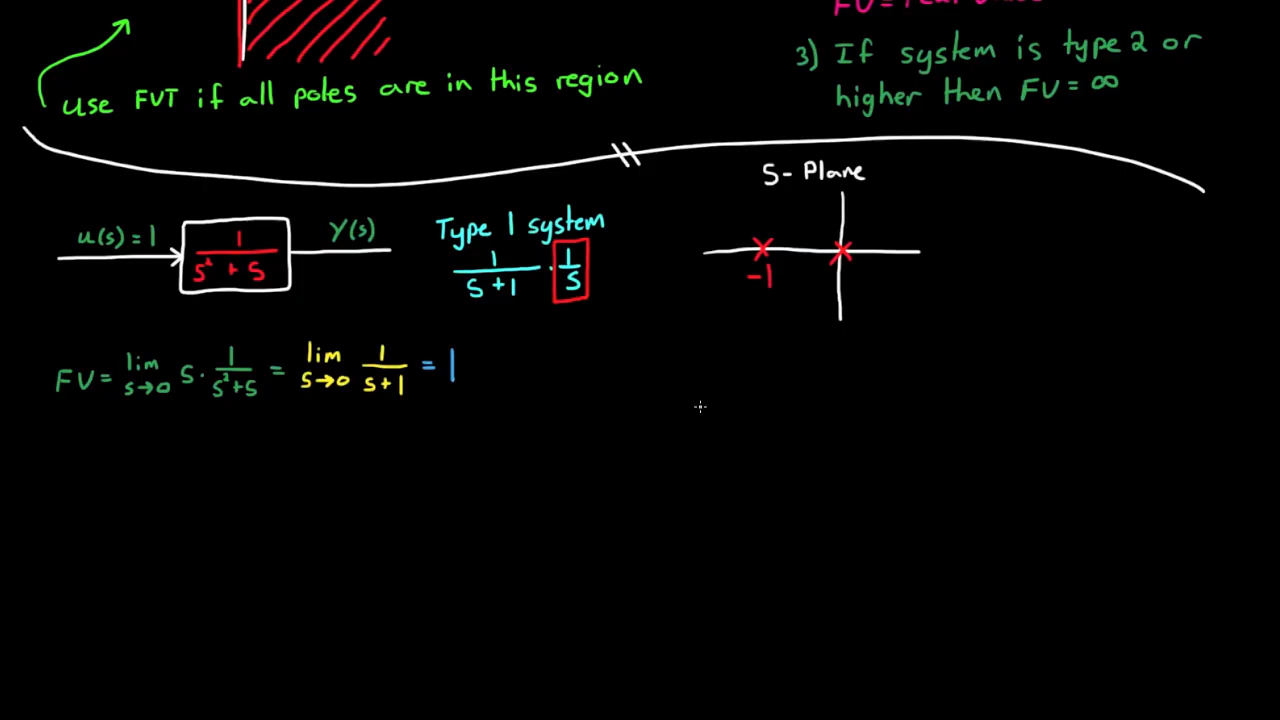 3) If system is type 2 or
higher then FV = ∞
use FVT if all poles are in this region
S- Plane
u(s) = 1
1
s² + s
Y(s)
Type 1 system
1/(s+1) · 1/s
-1
FV = lim s→0 s · 1/(s²+s) = lim s→0 1/(s+1) = 1